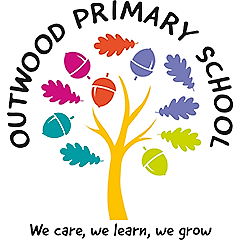 OUTWOOD PRIMARY SCHOOL
We care, we learn, we grow